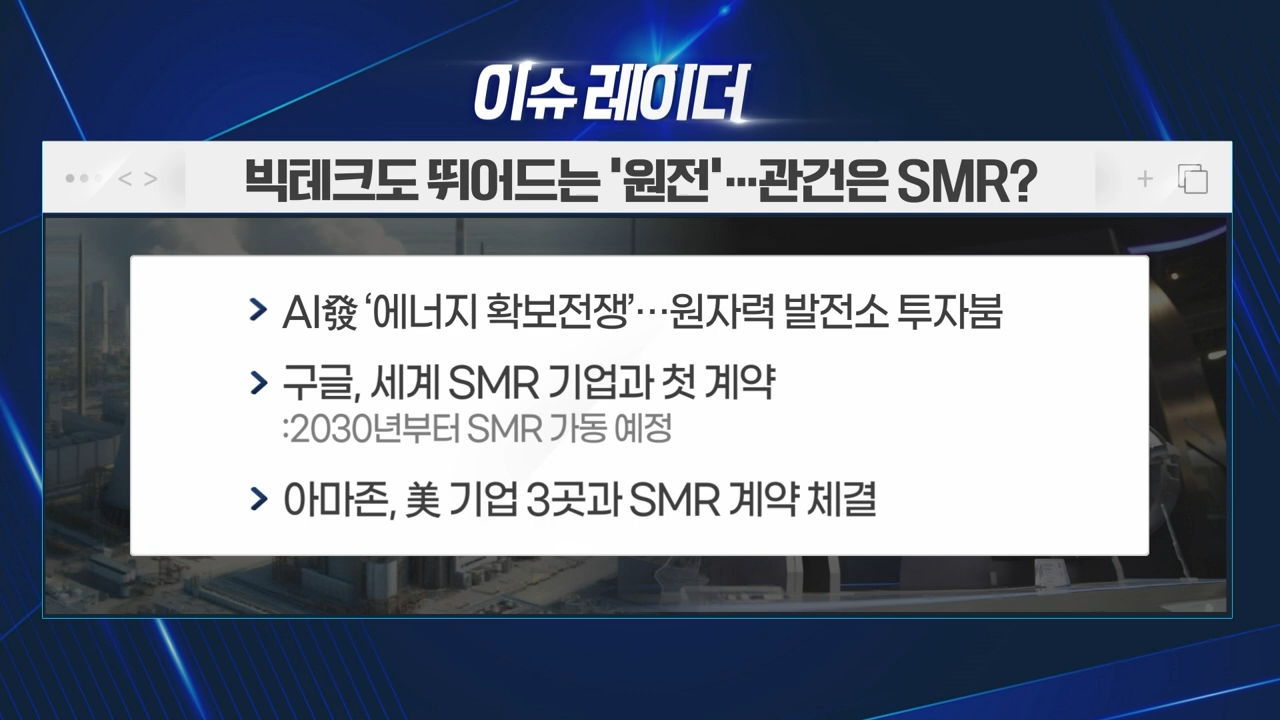 이슈 레이더
빅테크도 뛰어드는 '원전'…관건은 SMR?
AI發 ‘에너지 확보전쟁’…원자력 발전소 투자붐
구글, 세계 SMR 기업과 첫 계약
:2030년부터 SMR 가동 예정
아마존, 美 기업 3곳과 SMR 계약 체결